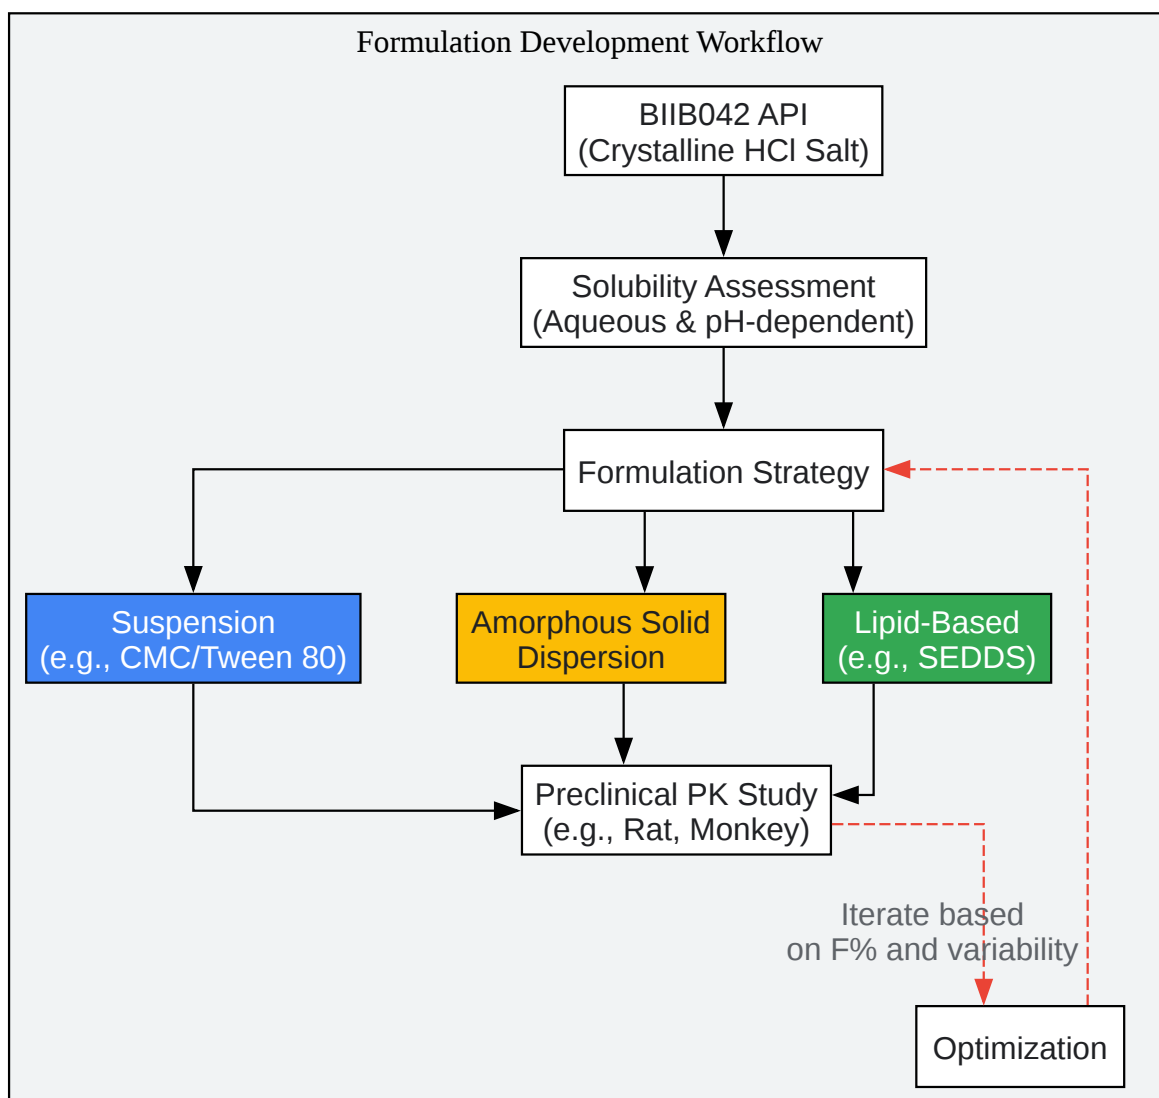 Formulation Development Workflow
BIIB042 API
(Crystalline HCl Salt)
Solubility Assessment
(Aqueous & pH-dependent)
Formulation Strategy
Suspension
(e.g., CMC/Tween 80)
Amorphous Solid
Dispersion
Lipid-Based
(e.g., SEDDS)
Preclinical PK Study
(e.g., Rat, Monkey)
Iterate based
on F% and variability
Optimization